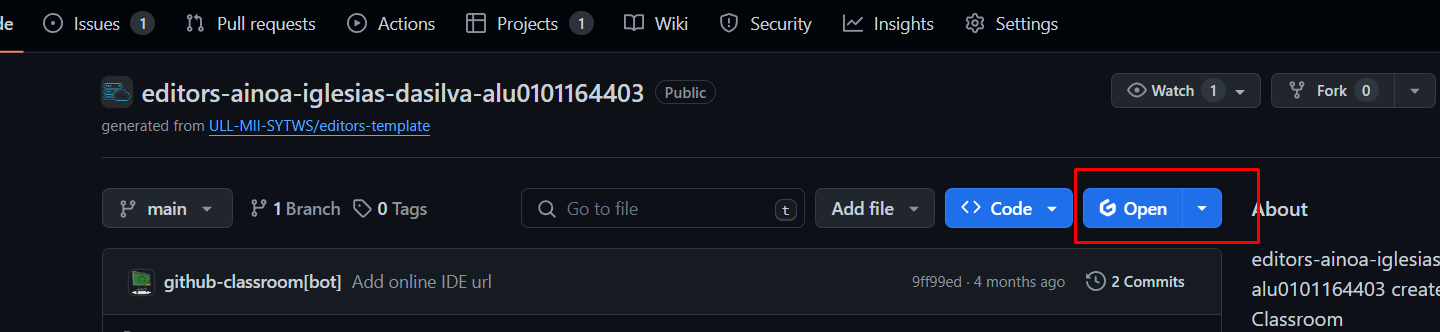 de Issues 1 Pull requests Actions Projects 1 Wiki Security Insights Settings
editors-ainoa-iglesias-dasilva-alu0101164403 Public Watch 1 Fork 0
generated from ULL-MII-SYTWS/editors-template
main 1 Branch 0 Tags Go to file t Add file Code Open About
github-classroom[bot] Add online IDE url 9ff99ed · 4 months ago 2 Commits
editors-ainoa-iglesias
alu0101164403 create
Classroom